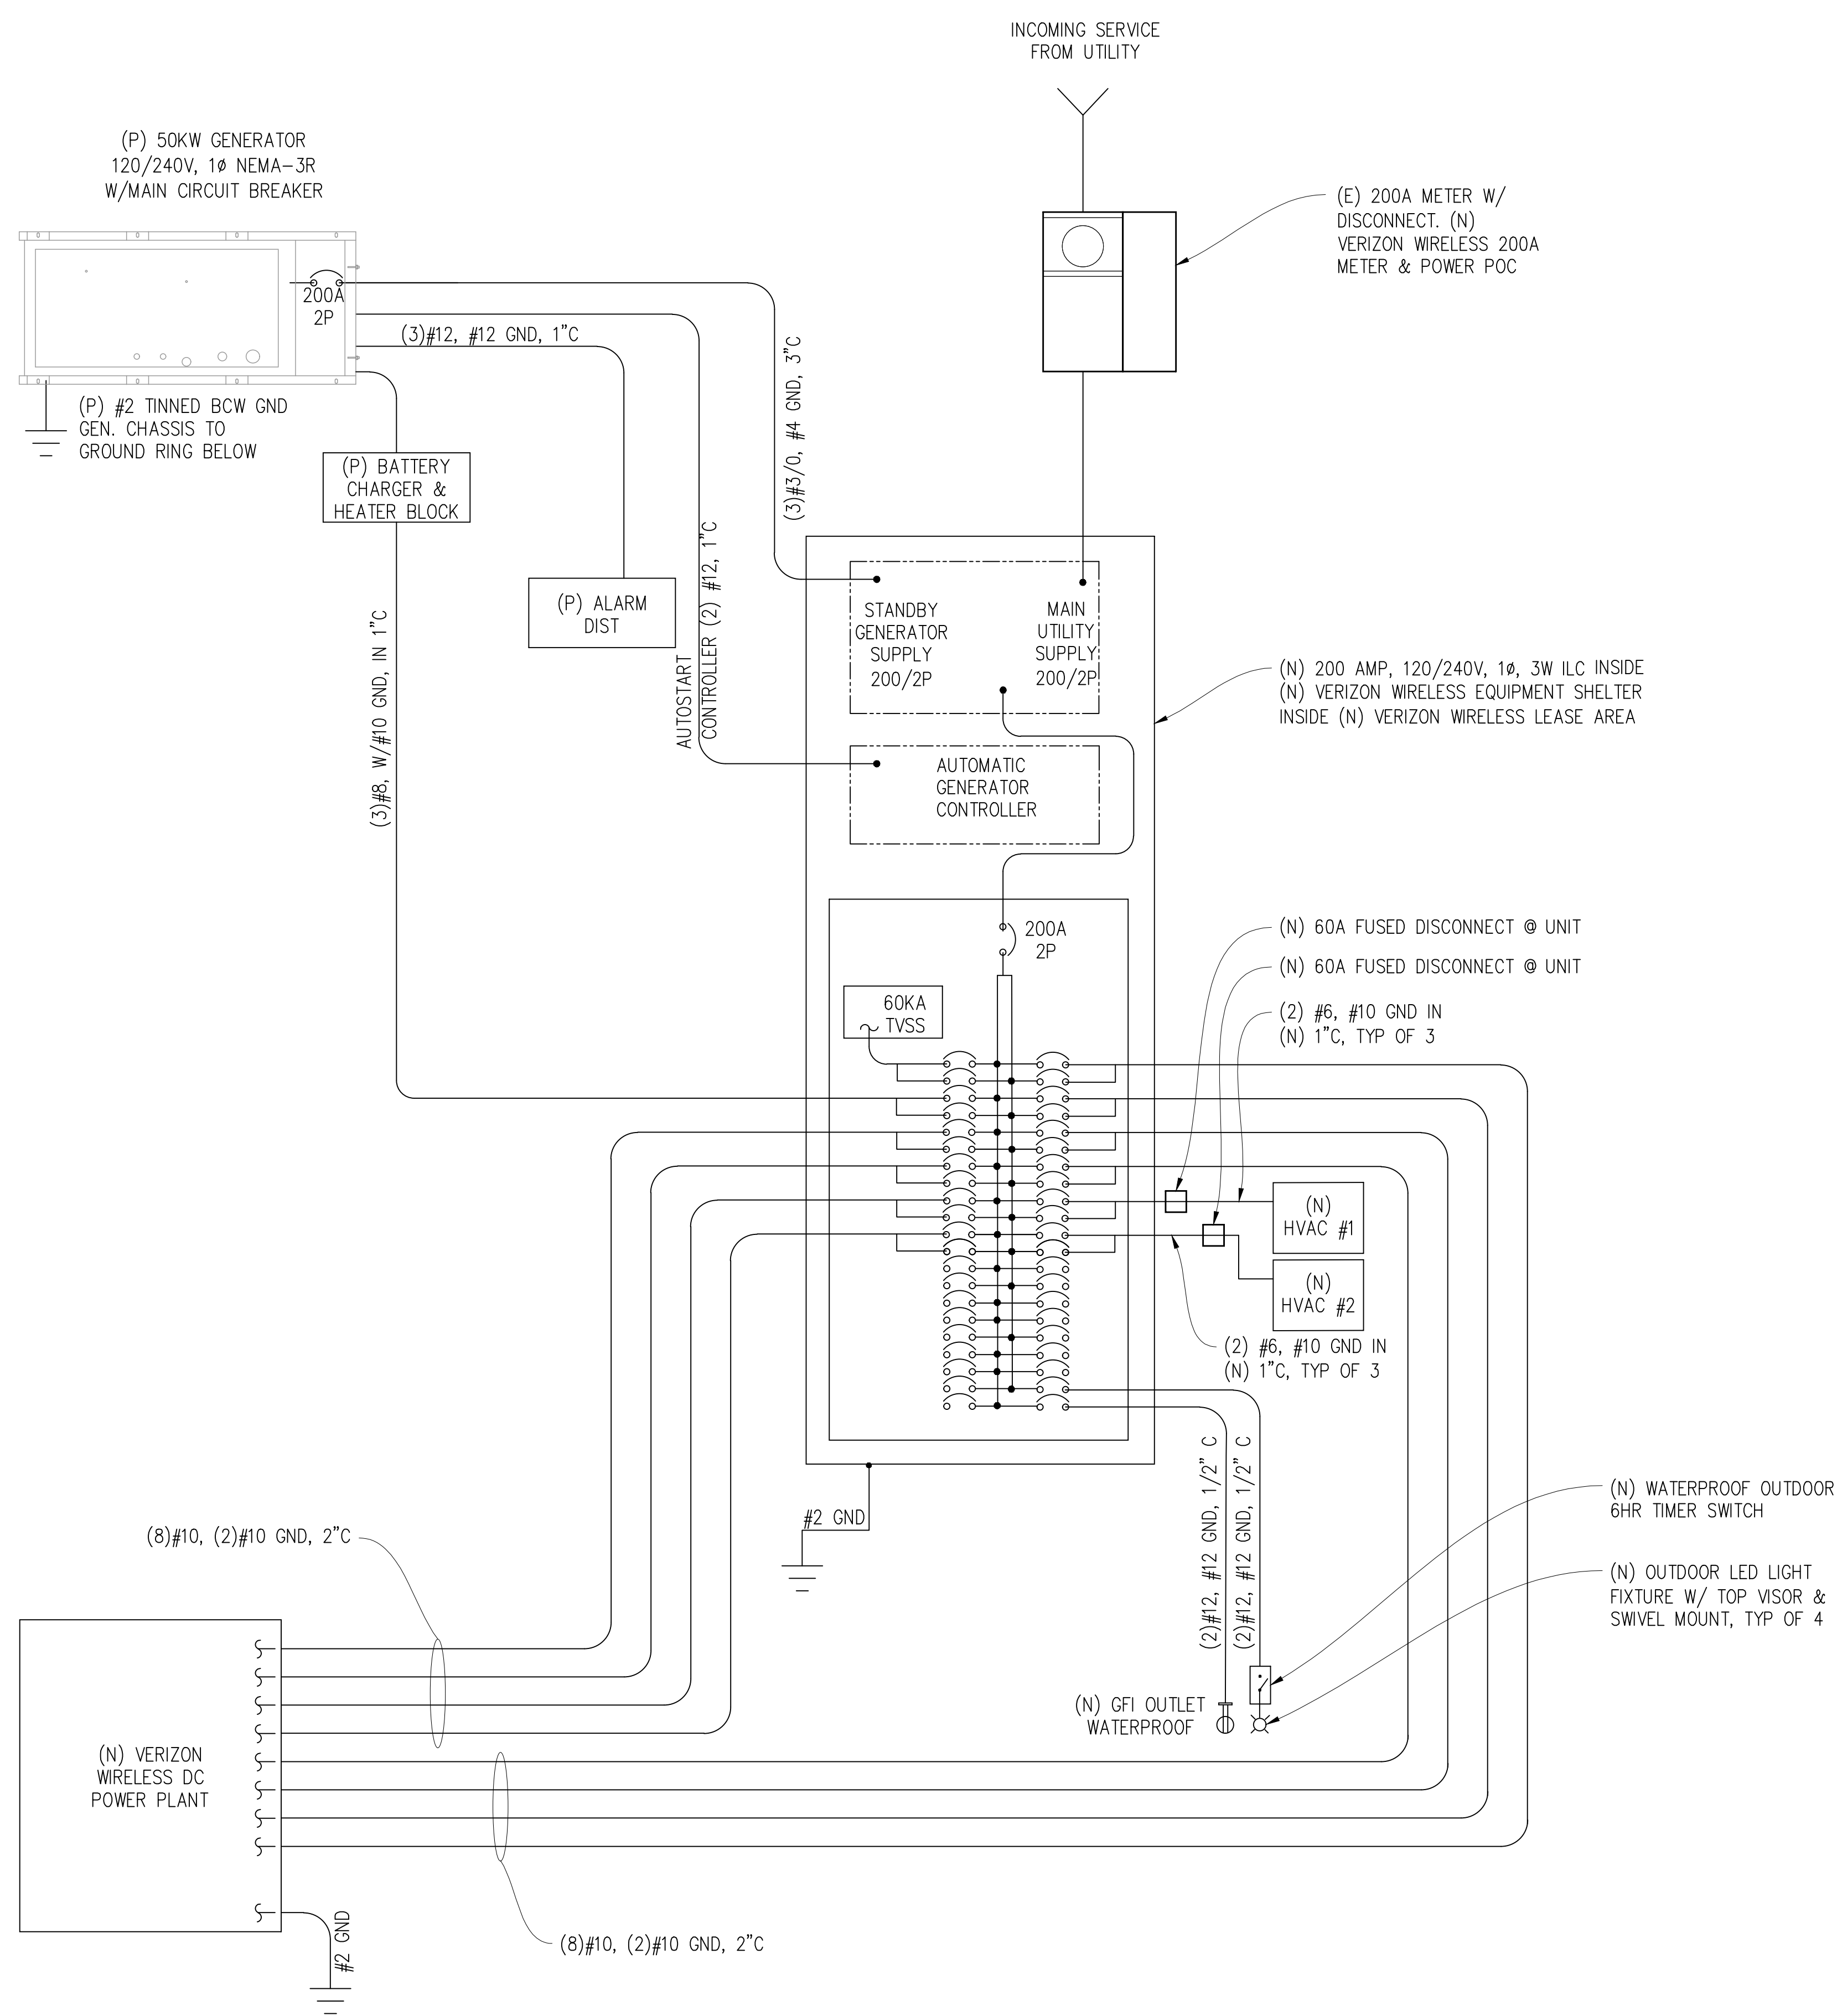 INCOMING SERVICE
FROM UTILITY
(P) 50KW GENERATOR
120/240V, 1ø NEMA-3R
W/MAIN CIRCUIT BREAKER
(E) 200A METER W/
DISCONNECT. (N)
VERIZON WIRELESS 200A
METER & POWER POC
200A
2P
(3)#12, #12 GND, 1"C
(3)#3/0, #4 GND, 3"C
(P) #2 TINNED BCW GND
GEN. CHASSIS TO
GROUND RING BELOW
(P) BATTERY
CHARGER &
HEATER BLOCK
(P) ALARM
DIST
AUTOSTART
CONTROLLER (2) #12, 1"C
(3)#8, W/#10 GND, IN 1"C
STANDBY
GENERATOR
SUPPLY
200/2P
MAIN
UTILITY
SUPPLY
200/2P
(N) 200 AMP, 120/240V, 1ø, 3W ILC INSIDE
(N) VERIZON WIRELESS EQUIPMENT SHELTER
INSIDE (N) VERIZON WIRELESS LEASE AREA
AUTOMATIC
GENERATOR
CONTROLLER
200A
2P
(N) 60A FUSED DISCONNECT @ UNIT
(N) 60A FUSED DISCONNECT @ UNIT
(2) #6, #10 GND IN
(N) 1"C, TYP OF 3
60KA
TVSS
(N)
HVAC #1
(N)
HVAC #2
(2) #6, #10 GND IN
(N) 1"C, TYP OF 3
(2)#12, #12 GND, 1/2" C
(2)#12, #12 GND, 1/2" C
#2 GND
(N) WATERPROOF OUTDOOR
6HR TIMER SWITCH
(N) OUTDOOR LED LIGHT
FIXTURE W/ TOP VISOR &
SWIVEL MOUNT, TYP OF 4
(N) GFI OUTLET
WATERPROOF
(8)#10, (2)#10 GND, 2"C
(N) VERIZON
WIRELESS DC
POWER PLANT
(8)#10, (2)#10 GND, 2"C
#2 GND